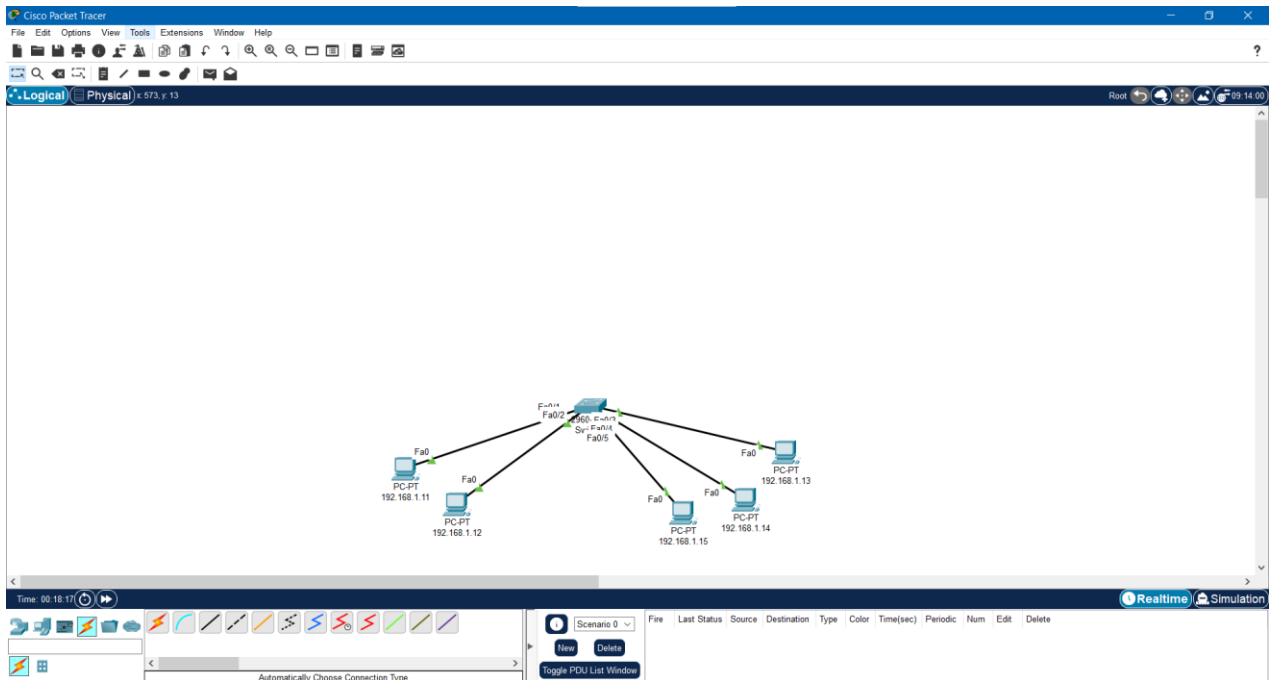 Cisco Packet Tracer
File Edit Options View Tools Extensions Window Help
?
Logical Physical x: 573, y: 13
Root 09:14:00
Fa0/2
Fa0/5
Fa0
PC-PT
192.168.1.11
Fa0
PC-PT
192.168.1.12
Fa0
PC-PT
192.168.1.15
Fa0
PC-PT
192.168.1.14
Fa0
PC-PT
192.168.1.13
Time: 00:18:17
Realtime Simulation
Scenario 0
New Delete
Toggle PDU List Window
Fire Last Status Source Destination Type Color Time(sec) Periodic Num Edit Delete
Automatically Choose Connection Type